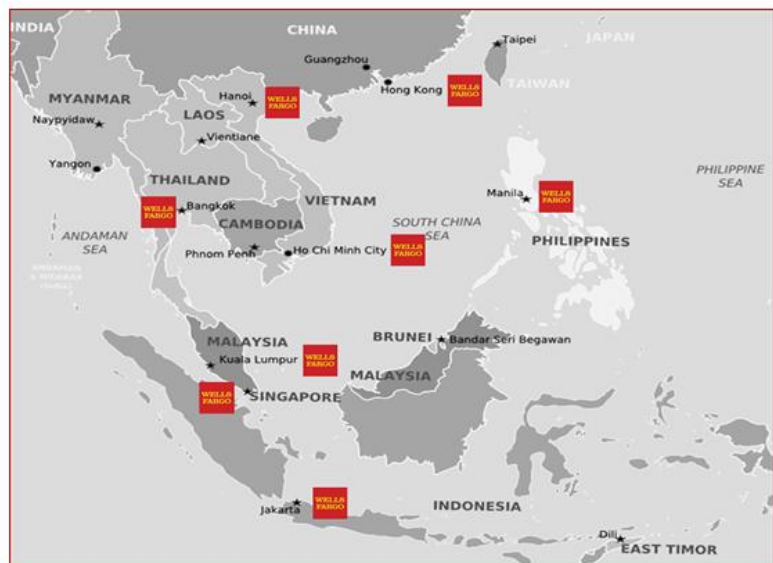 INDIA
CHINA
JAPAN
Taipei
Guangzhou
Hong Kong
WELLS
FARGO
TAIWAN
MYANMAR
Hanoi
WELLS
FARGO
LAOS
Naypyidaw
Vientiane
Yangon
THAILAND
PHILIPPINE
SEA
VIETNAM
Manila
WELLS
FARGO
WELLS
FARGO
Bangkok
CAMBODIA
SOUTH CHINA
SEA
ANDAMAN
SEA
PHILIPPINES
Phnom Penh
Ho Chi Minh City
WELLS
FARGO
MALAYSIA
BRUNEI
Bandar Seri Begawan
Kuala Lumpur
WELLS
FARGO
MALAYSIA
WELLS
FARGO
SINGAPORE
WELLS
FARGO
Jakarta
INDONESIA
Dili
EAST TIMOR